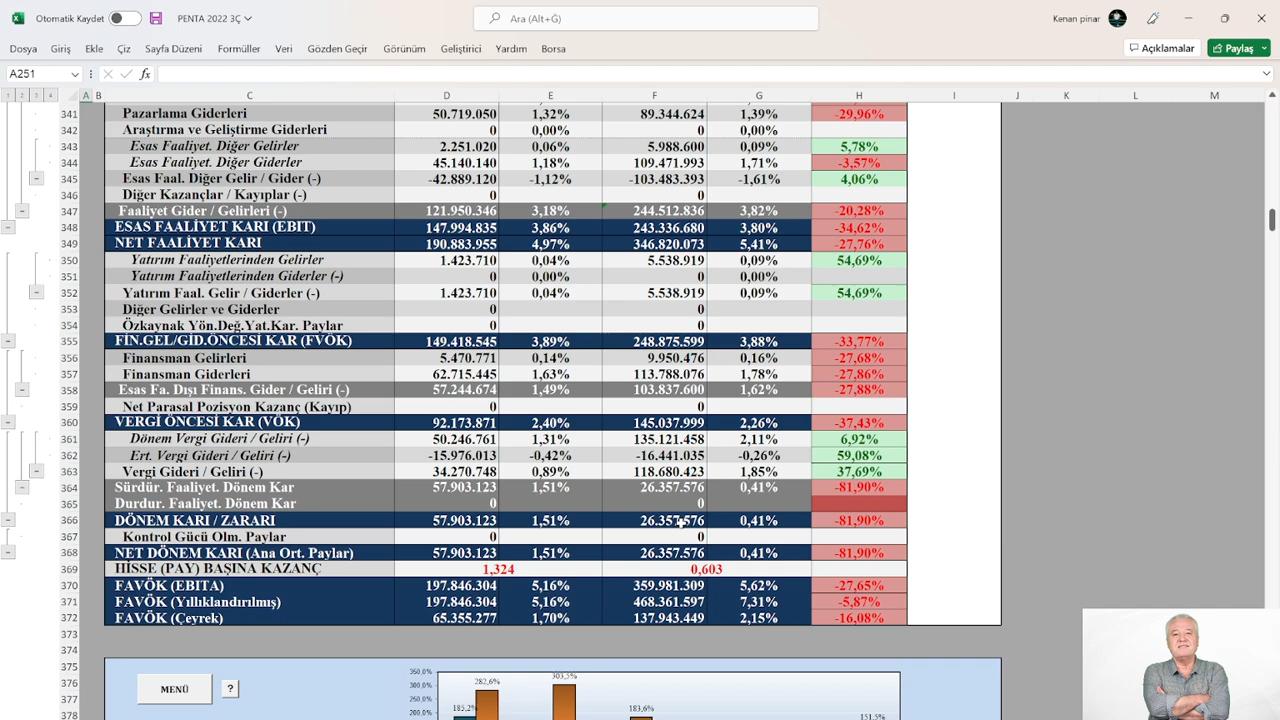 Otomatik Kaydet
PENTA 2022 3Ç
Ara (Alt+G)
Kenan pinar
Dosya Giriş Ekle Çiz Sayfa Düzeni Formüller Veri Gözden Geçir Görünüm Geliştirici Yardım Borsa
Açıklamalar Paylaş
A251 fx
1 2 3 4 A B C D E F G H I J K L M
341 Pazarlama Giderleri 50.719.050 1,32% 89.344.624 1,39% -29,96%
342 Araştırma ve Geliştirme Giderleri 0 0,00% 0 0,00%
343 Esas Faaliyet. Diğer Gelirler 2.251.020 0,06% 5.988.600 0,09% 5,78%
344 Esas Faaliyet. Diğer Giderler 45.140.140 1,18% 109.471.993 1,71% -3,57%
345 Esas Faal. Diğer Gelir / Gider (-) -42.889.120 -1,12% -103.483.393 -1,61% 4,06%
346 Diğer Kazançlar / Kayıplar (-) 0 0
347 Faaliyet Gider / Gelirleri (-) 121.950.346 3,18% 244.512.836 3,82% -20,28%
348 ESAS FAALİYET KARI (EBIT) 147.994.835 3,86% 243.336.680 3,80% -34,62%
349 NET FAALİYET KARI 190.883.955 4,97% 346.820.073 5,41% -27,76%
350 Yatırım Faaliyetlerinden Gelirler 1.423.710 0,04% 5.538.919 0,09% 54,69%
351 Yatırım Faaliyetlerinden Giderler (-) 0 0,00% 0 0,00%
352 Yatırım Faal. Gelir / Giderler (-) 1.423.710 0,04% 5.538.919 0,09% 54,69%
353 Diğer Gelirler ve Giderler 0 0
354 Özkaynak Yön.Değ.Yat.Kar. Paylar 0 0
355 FİN.GEL/GİD.ÖNCESİ KAR (FVÖK) 149.418.545 3,89% 248.875.599 3,88% -33,77%
356 Finansman Gelirleri 5.470.771 0,14% 9.950.476 0,16% -27,68%
357 Finansman Giderleri 62.715.445 1,63% 113.788.076 1,78% -27,86%
358 Esas Fa. Dışı Finans. Gider / Geliri (-) 57.244.674 1,49% 103.837.600 1,62% -27,88%
359 Net Parasal Pozisyon Kazanç (Kayıp) 0 0
360 VERGİ ÖNCESİ KAR (VÖK) 92.173.871 2,40% 145.037.999 2,26% -37,43%
361 Dönem Vergi Gideri / Geliri (-) 50.246.761 1,31% 135.121.458 2,11% 6,92%
362 Ert. Vergi Gideri / Geliri (-) -15.976.013 -0,42% -16.441.035 -0,26% 59,08%
363 Vergi Gideri / Geliri (-) 34.270.748 0,89% 118.680.423 1,85% 37,69%
364 Sürdür. Faaliyet. Dönem Kar 57.903.123 1,51% 26.357.576 0,41% -81,90%
365 Durdur. Faaliyet. Dönem Kar 0 0
366 DÖNEM KARI / ZARARI 57.903.123 1,51% 26.357.576 0,41% -81,90%
367 Kontrol Gücü Olm. Paylar 0 0
368 NET DÖNEM KARI (Ana Ort. Paylar) 57.903.123 1,51% 26.357.576 0,41% -81,90%
369 HİSSE (PAY) BAŞINA KAZANÇ 1,324 0,603
370 FAVÖK (EBITA) 197.846.304 5,16% 359.981.309 5,62% -27,65%
371 FAVÖK (Yıllıklandırılmış) 197.846.304 5,16% 468.361.597 7,31% -5,87%
372 FAVÖK (Çeyrek) 65.355.277 1,70% 137.943.449 2,15% -16,08%
373
374
375 350,0% 303,5%
376 MENÜ ? 300,0% 282,6%
377 250,0%
378 200,0% 185,2% 183,6% 151,5%